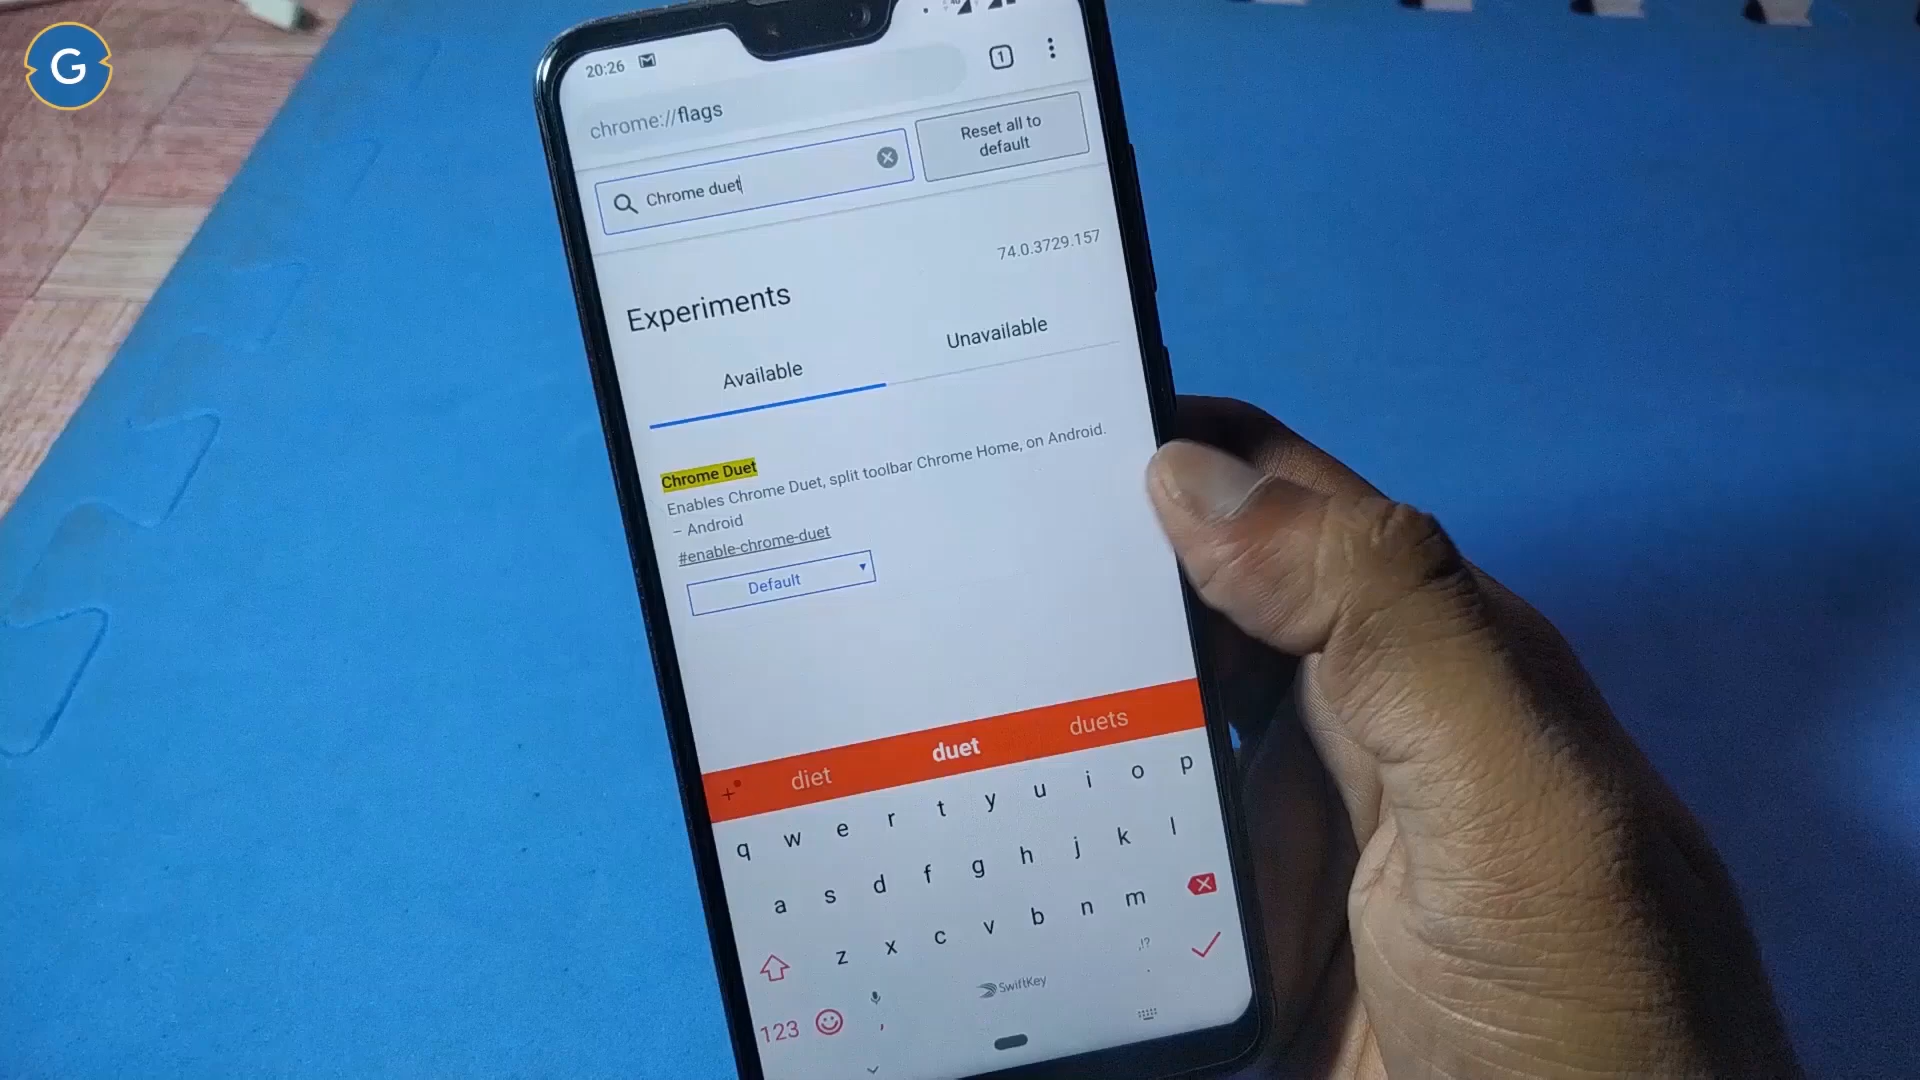 G
20:26
1
chrome://flags
Chrome duet
Reset all to
default
74.0.3729.157
Experiments
Available
Unavailable
Chrome Duet
Enables Chrome Duet, split toolbar Chrome Home, on Android.
– Android
#enable-chrome-duet
Default
diet
duet
duets
q w e r t y u i o p
a s d f g h j k l
z x c v b n m
123
,
SwiftKey
,!?
.